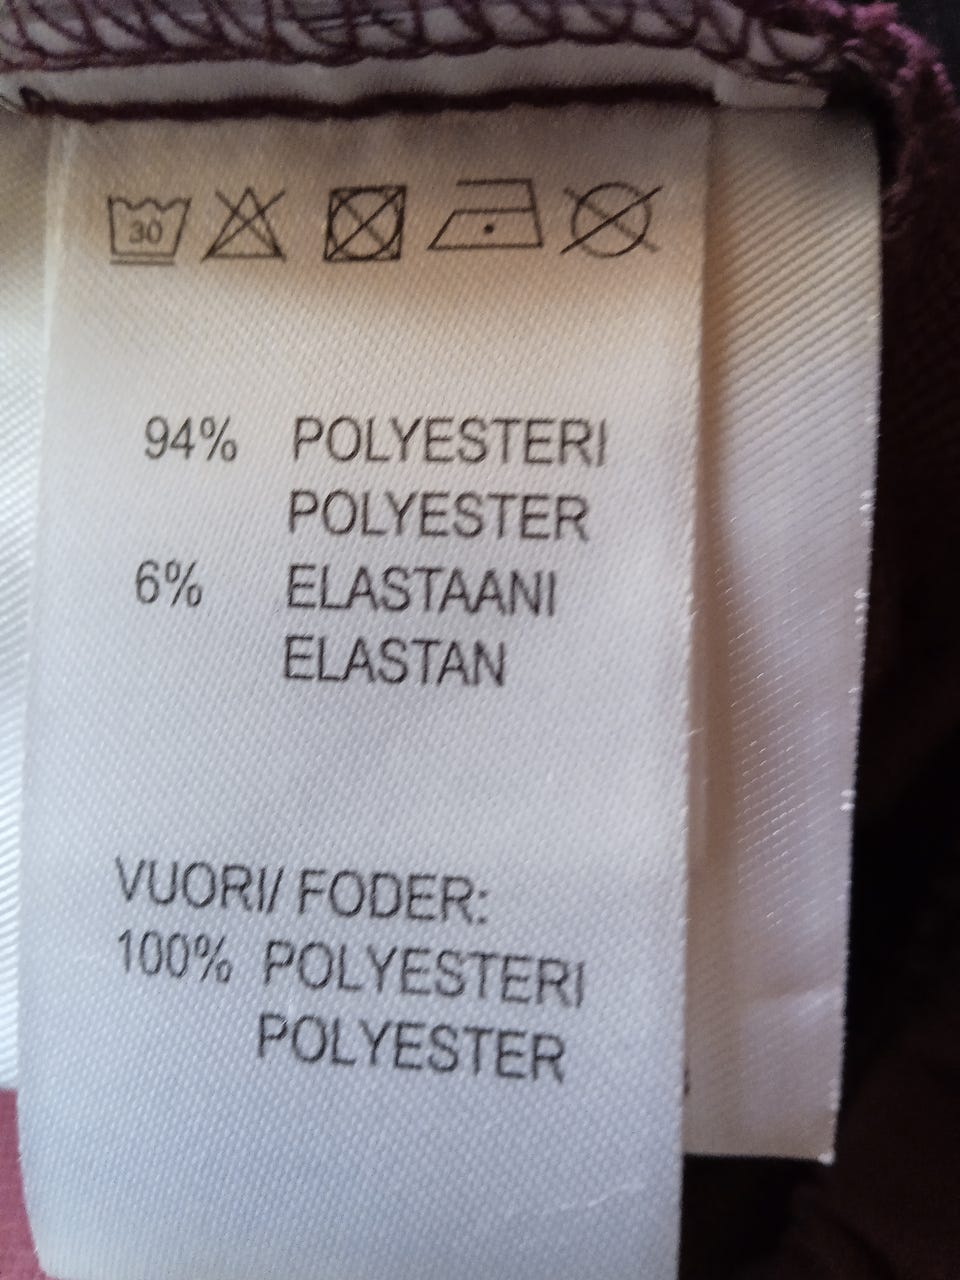 30
94% POLYESTERI
POLYESTER
6% ELASTAANI
ELASTAN
VUORI/ FODER:
100% POLYESTERI
POLYESTER